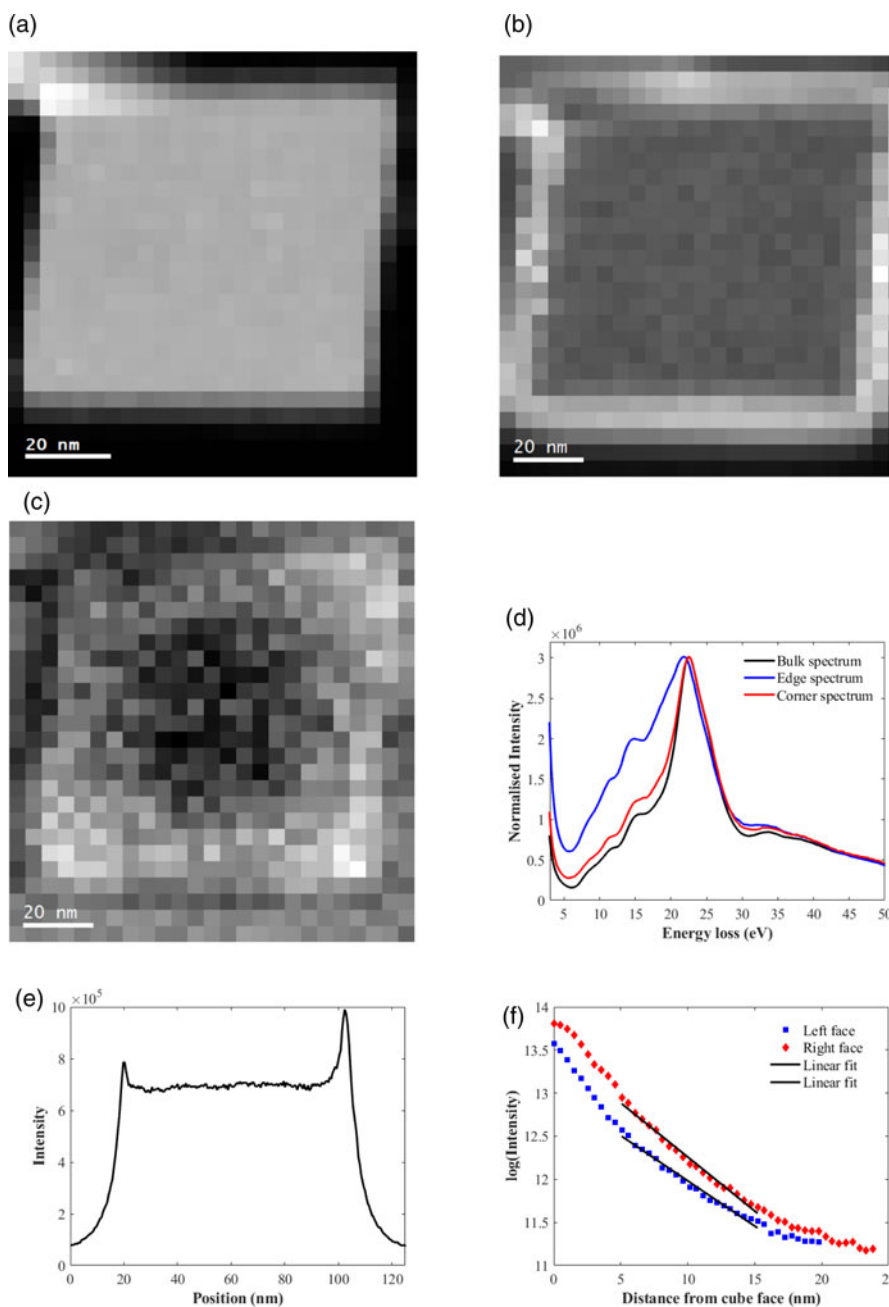 (a)
(b)
20 nm
20 nm
(c)
20 nm
(d)
×10⁶
3
2.5
2
1.5
1
0.5
0
Normalised Intensity
Bulk spectrum
Edge spectrum
Corner spectrum
5 10 15 20 25 30 35 40 45 50
Energy loss (eV)
(e)
×10⁵
10
8
6
4
2
0
Intensity
0 20 40 60 80 100 120
Position (nm)
(f)
14
13.5
13
12.5
12
11.5
11
log(Intensity)
Left face
Right face
Linear fit
Linear fit
0 5 10 15 20 25
Distance from cube face (nm)